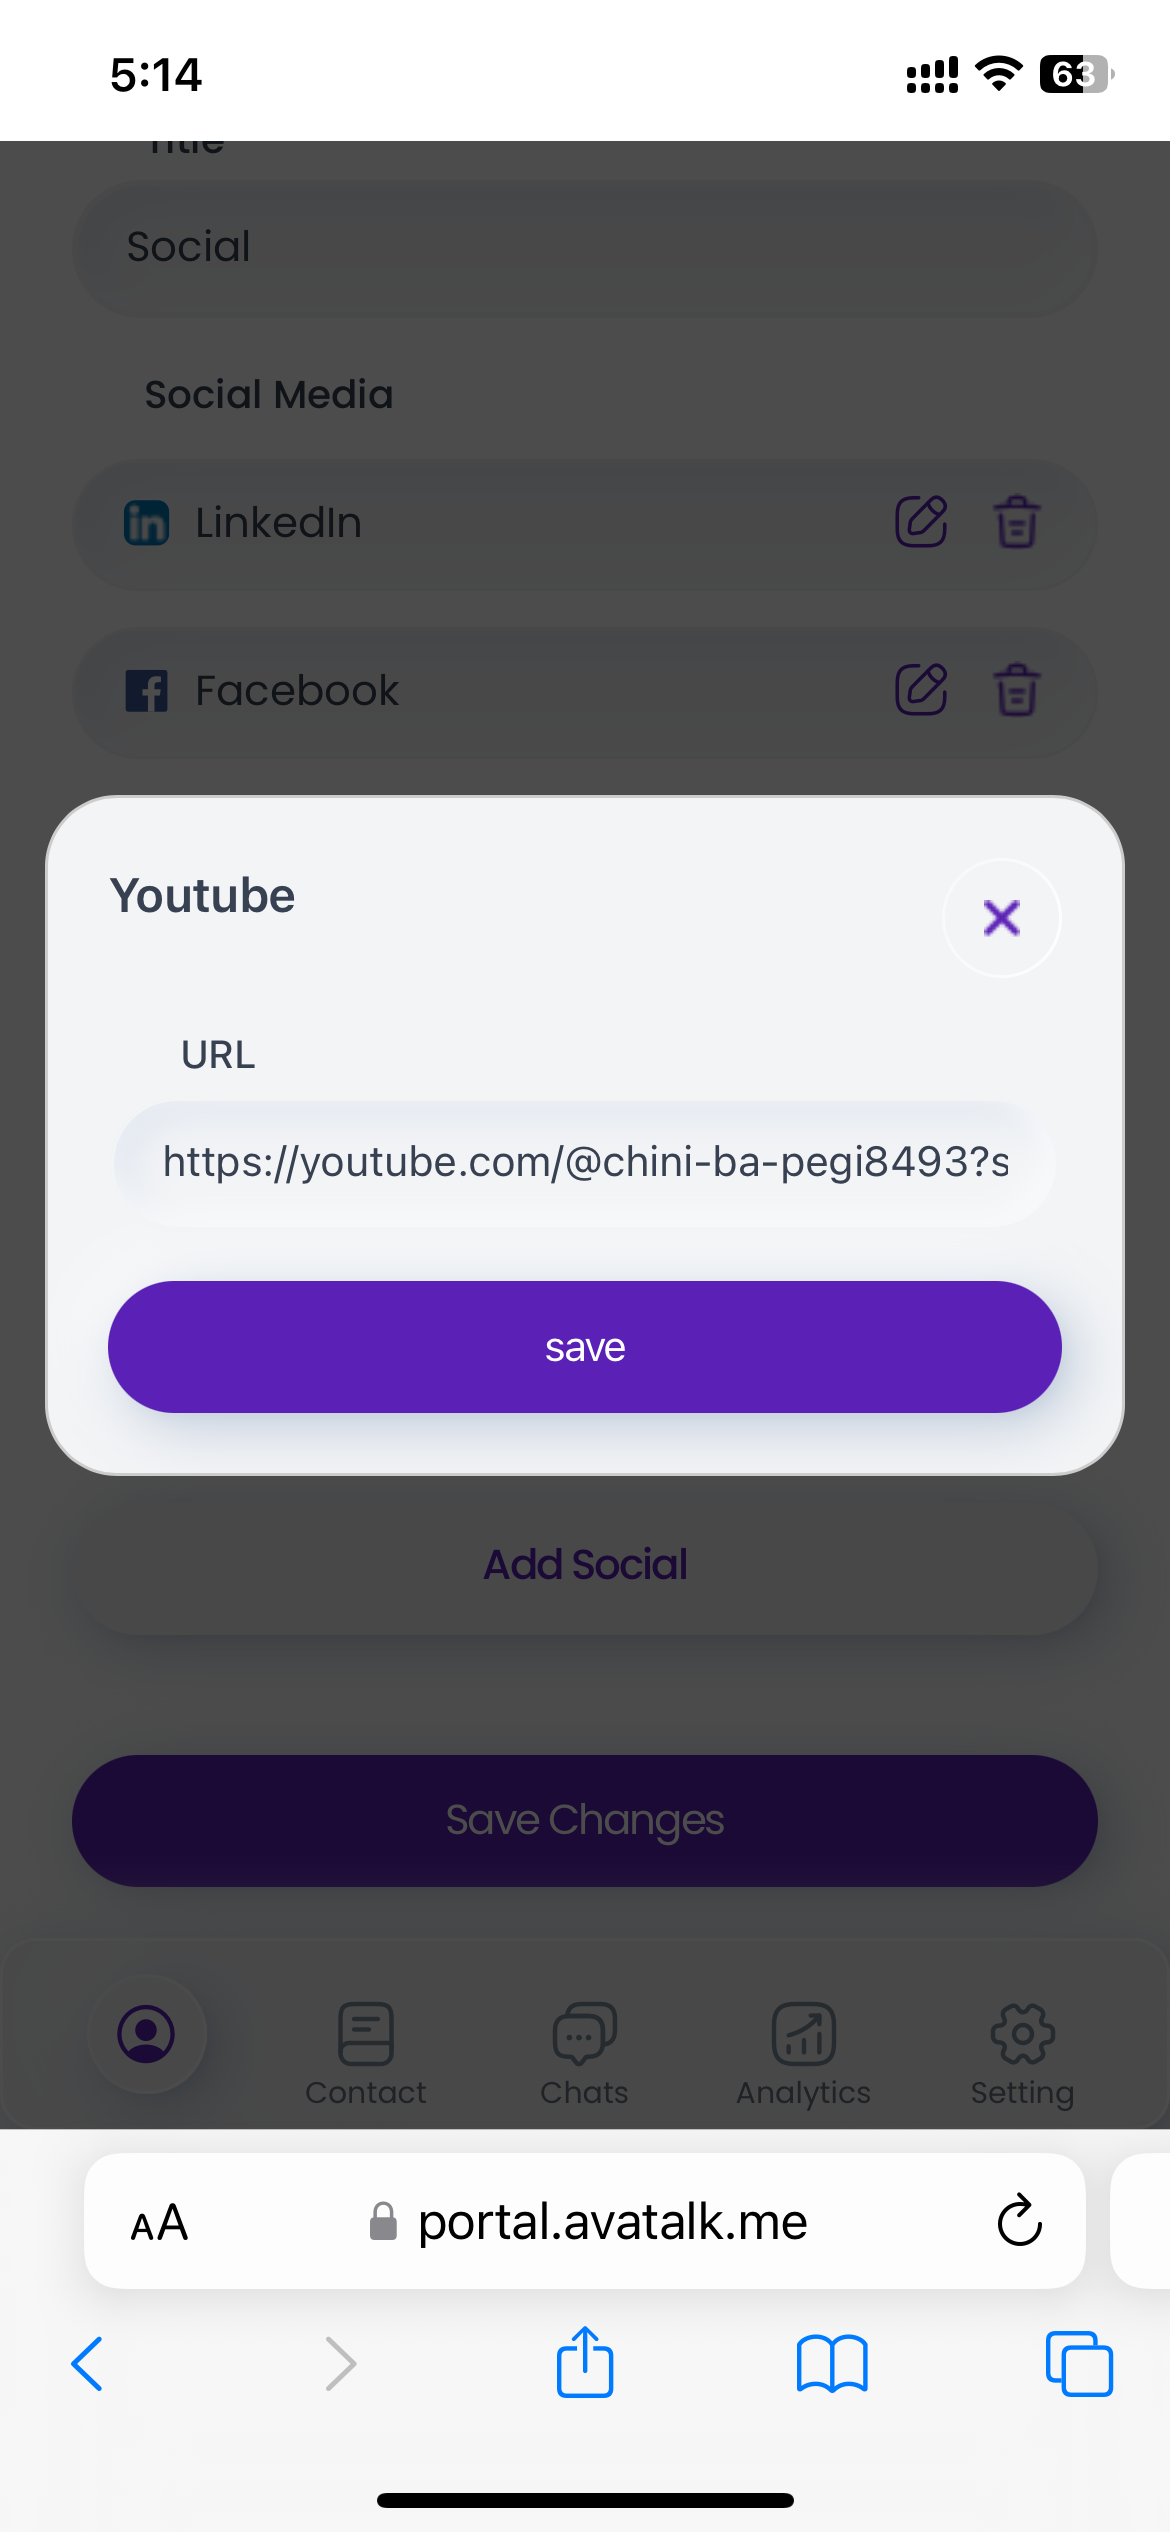 5:14
63
Title
Social
Social Media
LinkedIn
Facebook
Youtube
URL
https://youtube.com/@chini-ba-pegi8493?s
save
Add Social
Save Changes
Contact
Chats
Analytics
Setting
AA
portal.avatalk.me